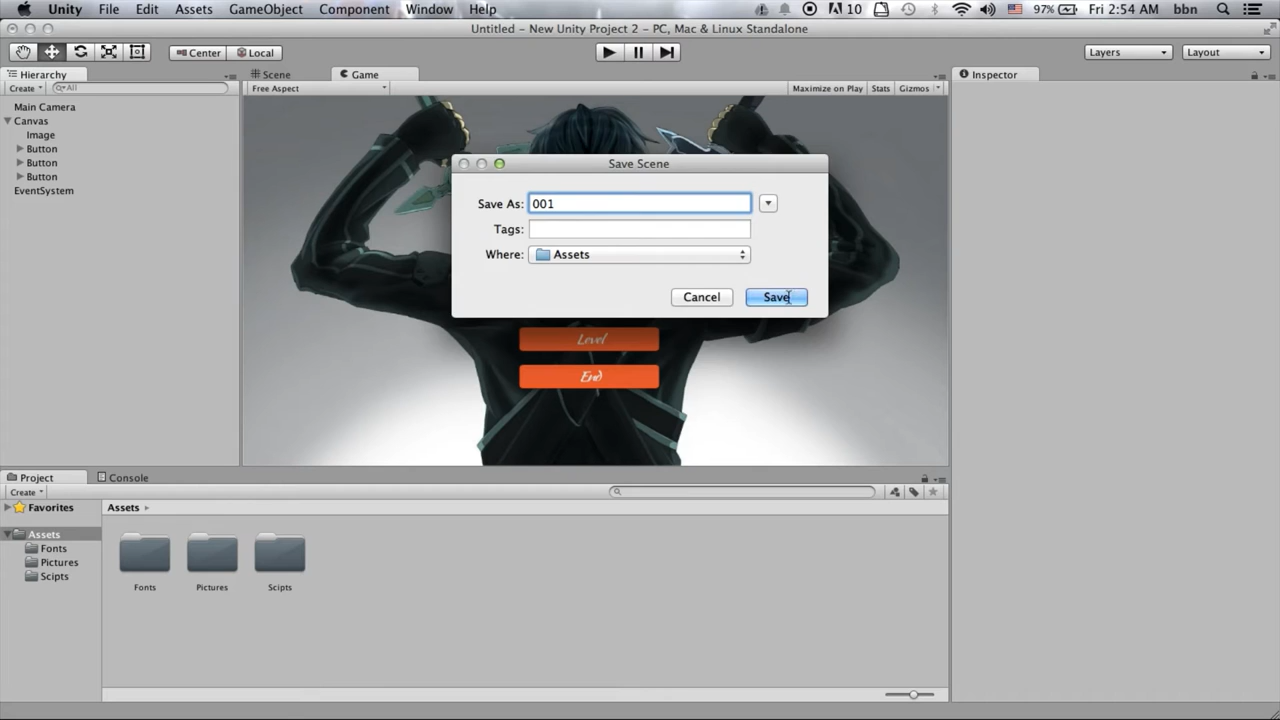 Unity File Edit Assets GameObject Component Window Help 10 97% Fri 2:54 AM bbn
Untitled - New Unity Project 2 - PC, Mac & Linux Standalone
Center Local Layers Layout
Hierarchy Scene Game Inspector
Create All Free Aspect Maximize on Play Stats Gizmos
Main Camera
Canvas
Image
Button
Button
Button
EventSystem
Save Scene
Save As: 001
Tags:
Where: Assets
Cancel Save
Level
End
Project Console
Create
Favorites Assets
Assets
Fonts
Pictures
Scipts
Fonts Pictures Scipts